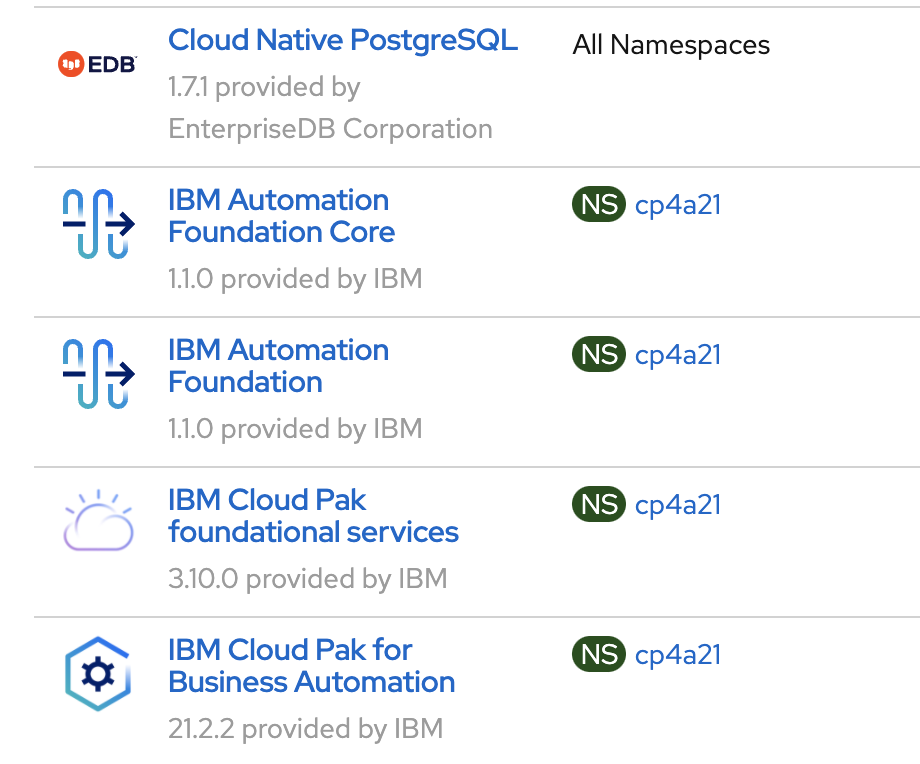 EDB
Cloud Native PostgreSQL
All Namespaces
1.7.1 provided by
EnterpriseDB Corporation
IBM Automation
Foundation Core
NS cp4a21
1.1.0 provided by IBM
IBM Automation
Foundation
NS cp4a21
1.1.0 provided by IBM
IBM Cloud Pak
foundational services
NS cp4a21
3.10.0 provided by IBM
IBM Cloud Pak for
Business Automation
NS cp4a21
21.2.2 provided by IBM